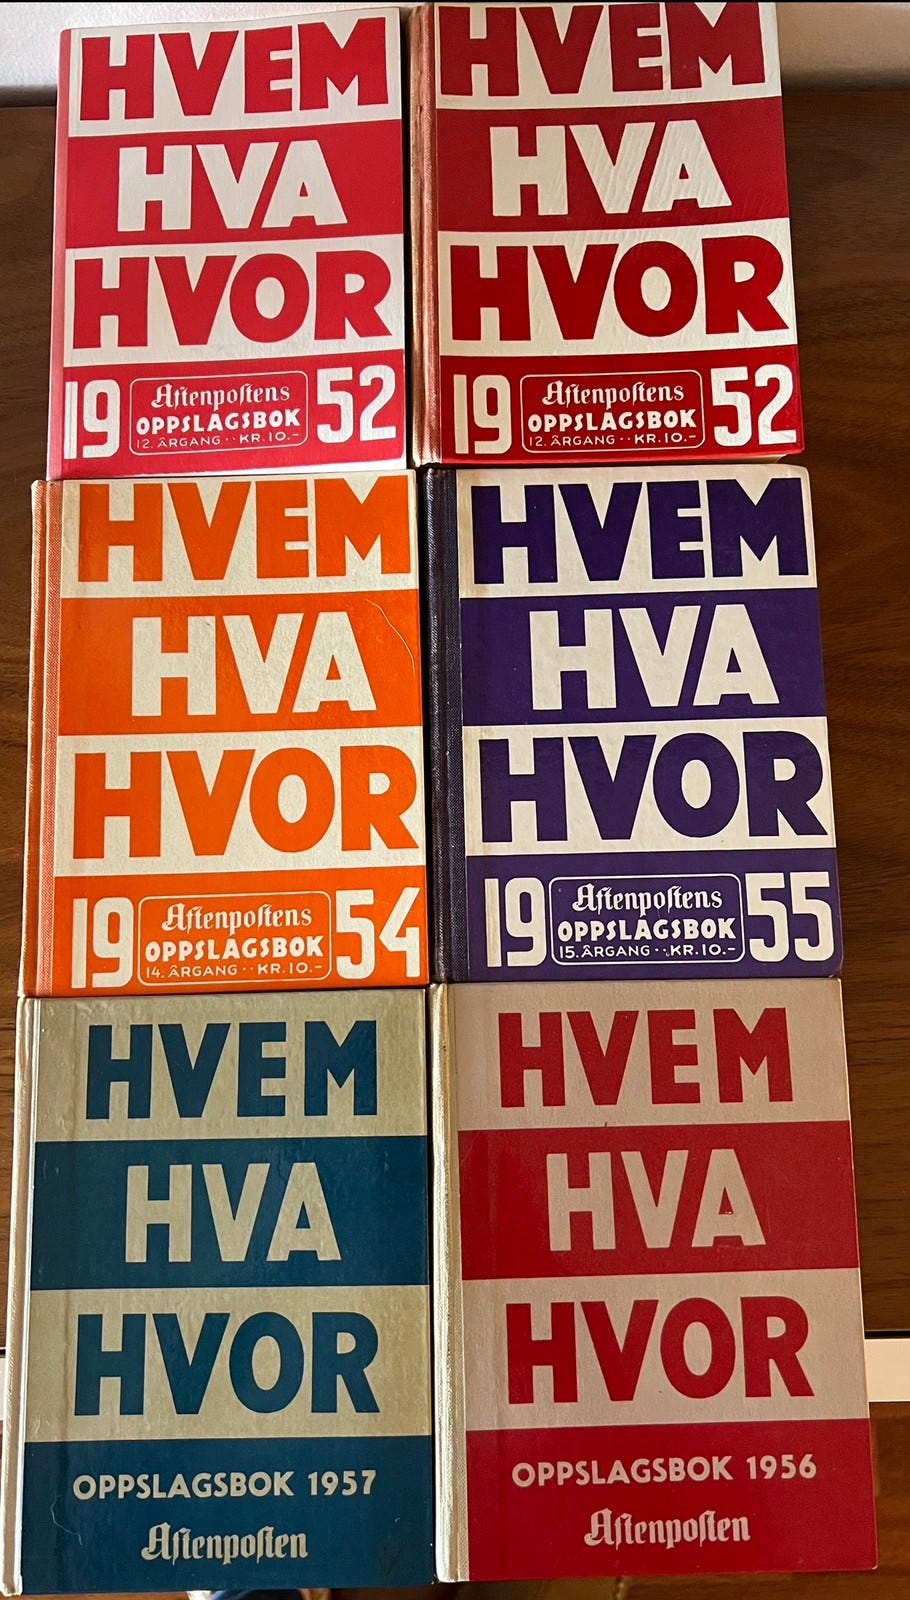 HVEM
HVA
HVOR
19 Aftenpostens 52
OPPSLAGSBOK
12. ÅRGANG · · KR. 10.-
HVEM
HVA
HVOR
19 Aftenpostens 52
OPPSLAGSBOK
12. ÅRGANG · · KR. 10.-
HVEM
HVA
HVOR
19 Aftenpostens 54
OPPSLAGSBOK
14. ÅRGANG · · KR. 10.-
HVEM
HVA
HVOR
19 Aftenpostens 55
OPPSLAGSBOK
15. ÅRGANG · · KR. 10.-
HVEM
HVA
HVOR
OPPSLAGSBOK 1957
Aftenposten
HVEM
HVA
HVOR
OPPSLAGSBOK 1956
Aftenposten